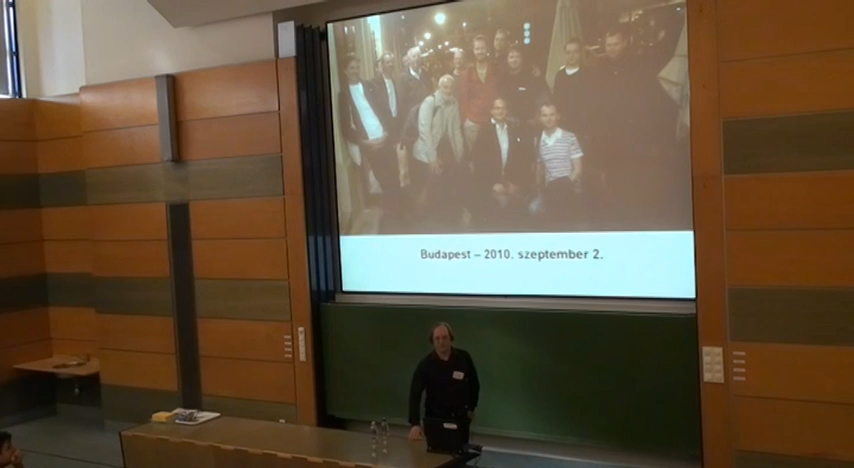 Budapest – 2010. szeptember 2.